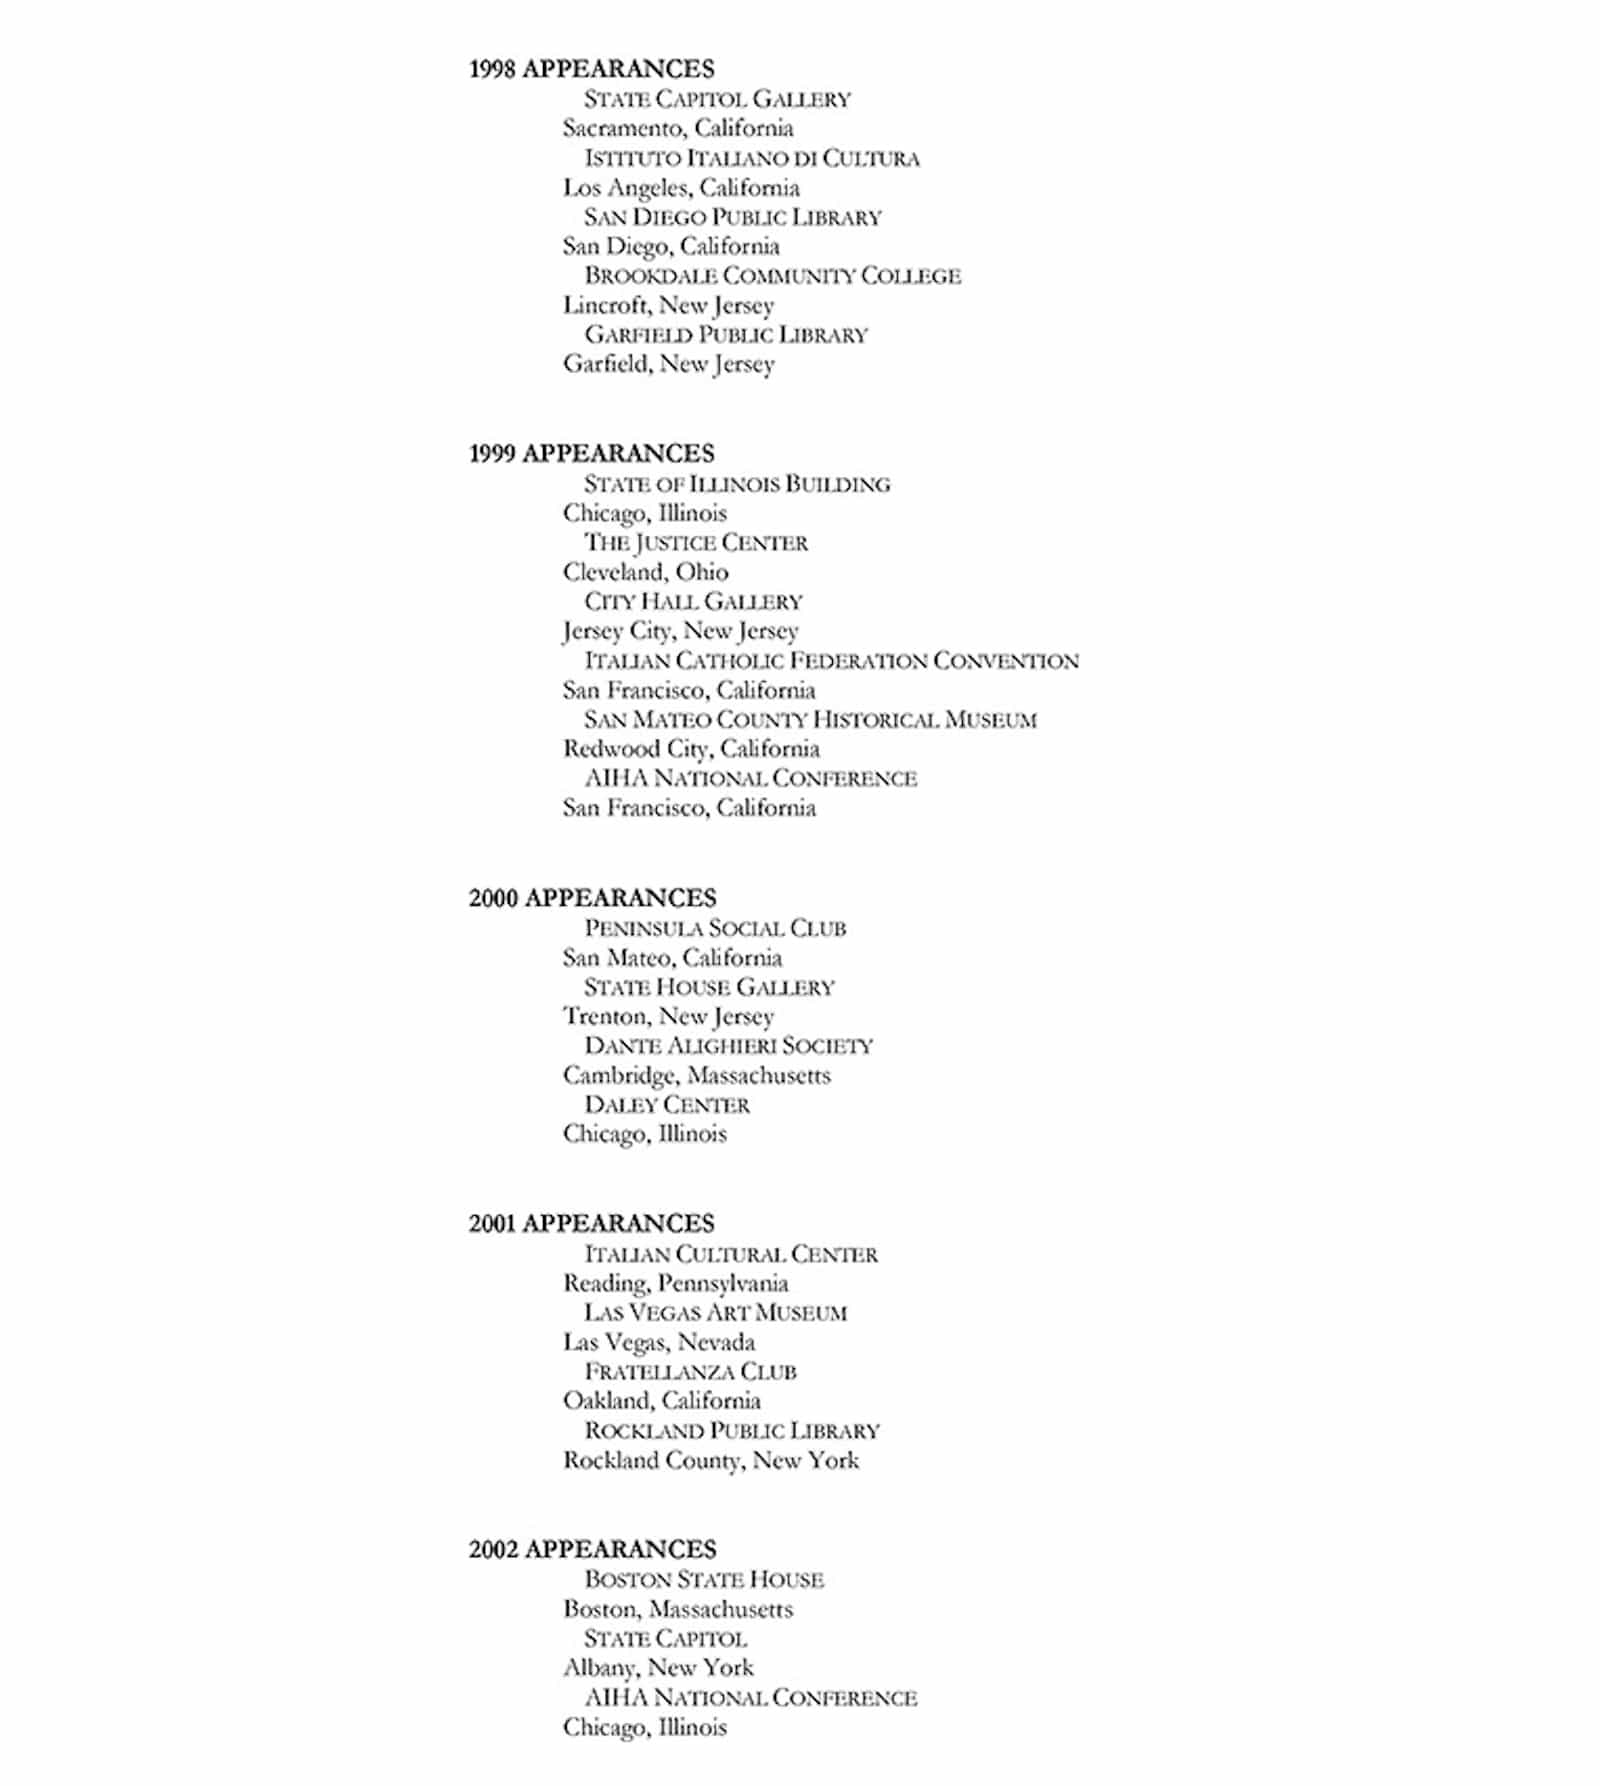 1998 APPEARANCES
STATE CAPITOL GALLERY
Sacramento, California
ISTITUTO ITALIANO DI CULTURA
Los Angeles, California
SAN DIEGO PUBLIC LIBRARY
San Diego, California
BROOKDALE COMMUNITY COLLEGE
Lincroft, New Jersey
GARFIELD PUBLIC LIBRARY
Garfield, New Jersey
1999 APPEARANCES
STATE OF ILLINOIS BUILDING
Chicago, Illinois
THE JUSTICE CENTER
Cleveland, Ohio
CITY HALL GALLERY
Jersey City, New Jersey
ITALIAN CATHOLIC FEDERATION CONVENTION
San Francisco, California
SAN MATEO COUNTY HISTORICAL MUSEUM
Redwood City, California
AIHA NATIONAL CONFERENCE
San Francisco, California
2000 APPEARANCES
PENINSULA SOCIAL CLUB
San Mateo, California
STATE HOUSE GALLERY
Trenton, New Jersey
DANTE ALIGHIERI SOCIETY
Cambridge, Massachusetts
DALEY CENTER
Chicago, Illinois
2001 APPEARANCES
ITALIAN CULTURAL CENTER
Reading, Pennsylvania
LAS VEGAS ART MUSEUM
Las Vegas, Nevada
FRATELLANZA CLUB
Oakland, California
ROCKLAND PUBLIC LIBRARY
Rockland County, New York
2002 APPEARANCES
BOSTON STATE HOUSE
Boston, Massachusetts
STATE CAPITOL
Albany, New York
AIHA NATIONAL CONFERENCE
Chicago, Illinois